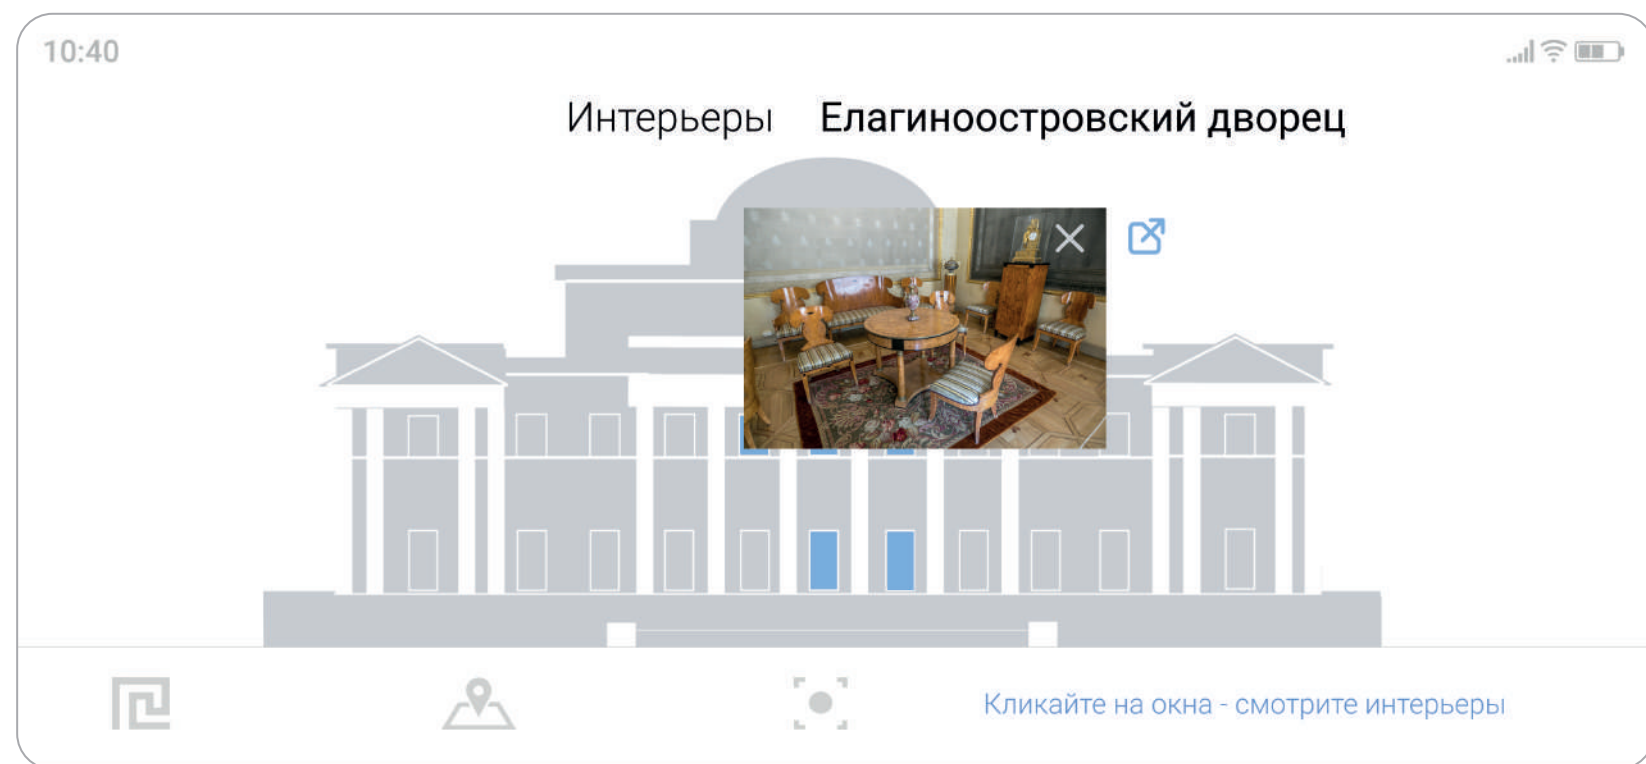 10:40
Интерьеры Елагиноостровский дворец
Кликайте на окна - смотрите интерьеры